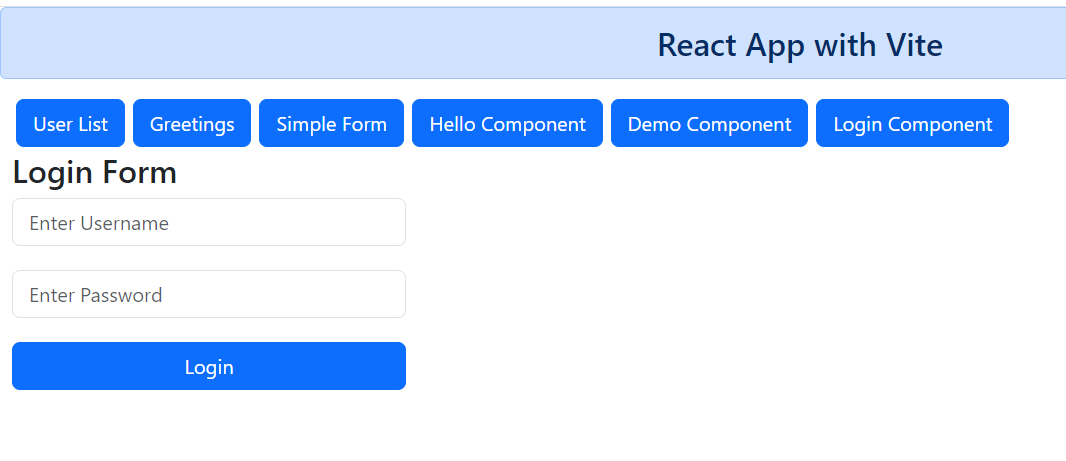 React App with Vite
User List Greetings Simple Form Hello Component Demo Component Login Component
Login Form
Enter Username
Enter Password
Login